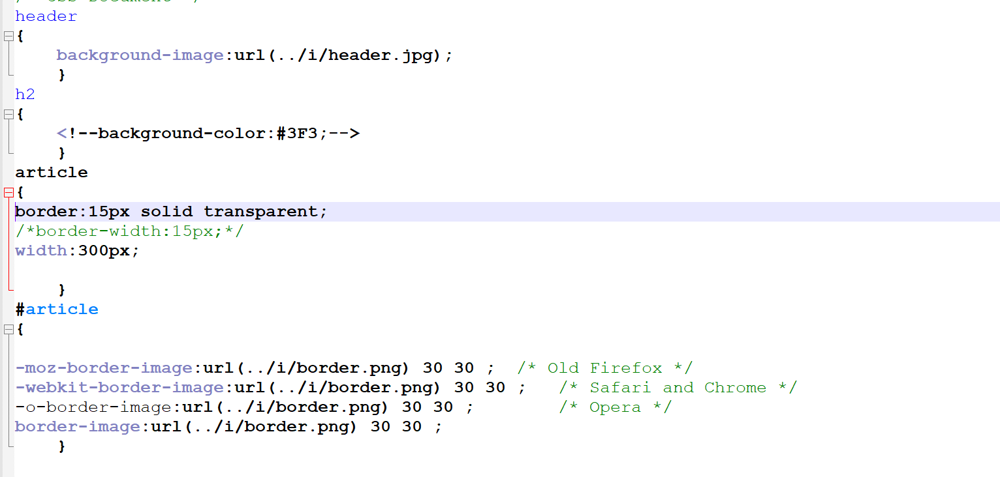 header
{
    background-image:url(../i/header.jpg);
    }
h2
{
    <!--background-color:#3F3;-->
    }
article
{
border:15px solid transparent;
/*border-width:15px;*/
width:300px;
    }
#article
{
-moz-border-image:url(../i/border.png) 30 30 ;  /* Old Firefox */
-webkit-border-image:url(../i/border.png) 30 30 ;   /* Safari and Chrome */
-o-border-image:url(../i/border.png) 30 30 ;        /* Opera */
border-image:url(../i/border.png) 30 30 ;
    }